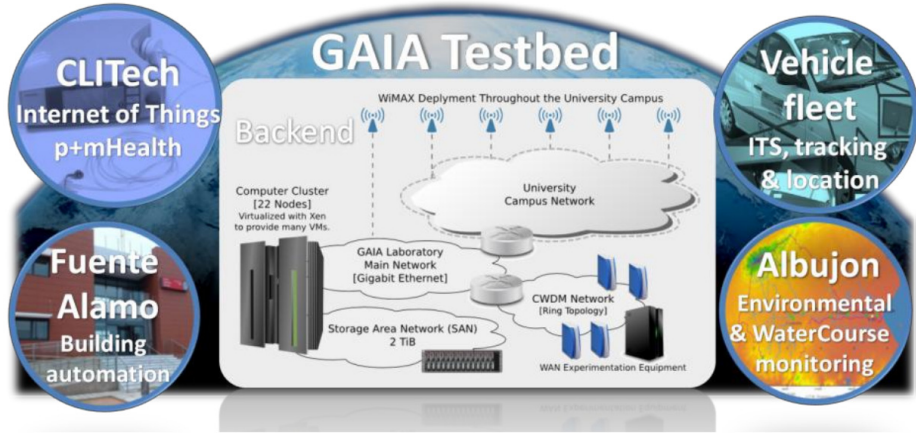 GAIA Testbed
CLITech
Internet of Things
p+mHealth
Fuente
Alamo
Building
automation
Backend
WiMAX Deplyment Throughout the University Campus
Computer Cluster
[22 Nodes]
Virtualized with Xen
to provide many VMs.
University
Campus Network
GAIA Laboratory
Main Network
[Gigabit Ethernet]
CWDM Network
[Ring Topology]
Storage Area Network (SAN)
2 TiB
WAN Experimentation Equipment
Vehicle
fleet
ITS, tracking
& location
Albujon
Environmental
& WaterCourse
monitoring